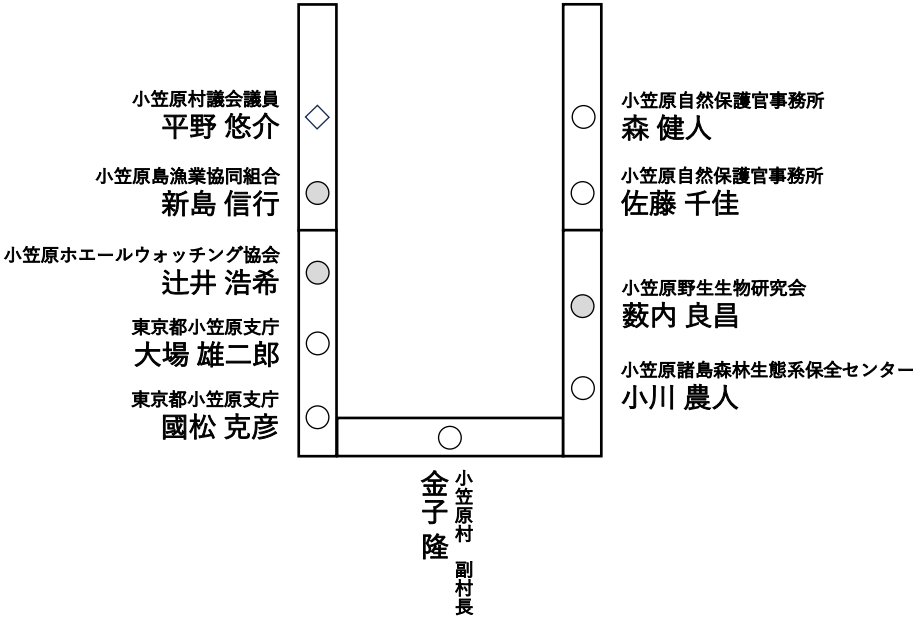 小笠原村議会議員
平野 悠介
小笠原島漁業協同組合
新島 信行
小笠原ホエールウォッチング協会
辻井 浩希
東京都小笠原支庁
大場 雄二郎
東京都小笠原支庁
國松 克彦
小笠原自然保護官事務所
森 健人
小笠原自然保護官事務所
佐藤 千佳
小笠原野生生物研究会
薮内 良昌
小笠原諸島森林生態系保全センター
小川 農人
小笠原村 副村長
金子 隆